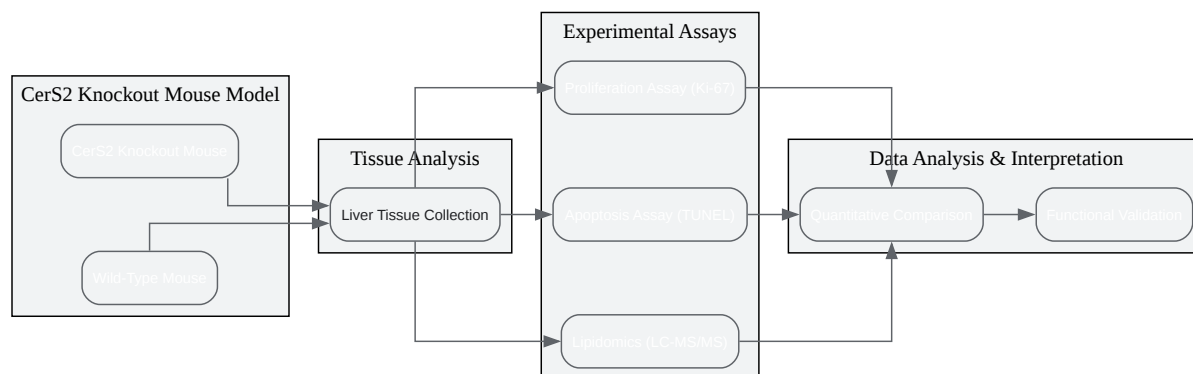 CerS2 Knockout Mouse Model
CerS2 Knockout Mouse
Wild-Type Mouse
Tissue Analysis
Liver Tissue Collection
Experimental Assays
Proliferation Assay (Ki-67)
Apoptosis Assay (TUNEL)
Lipidomics (LC-MS/MS)
Data Analysis & Interpretation
Quantitative Comparison
Functional Validation